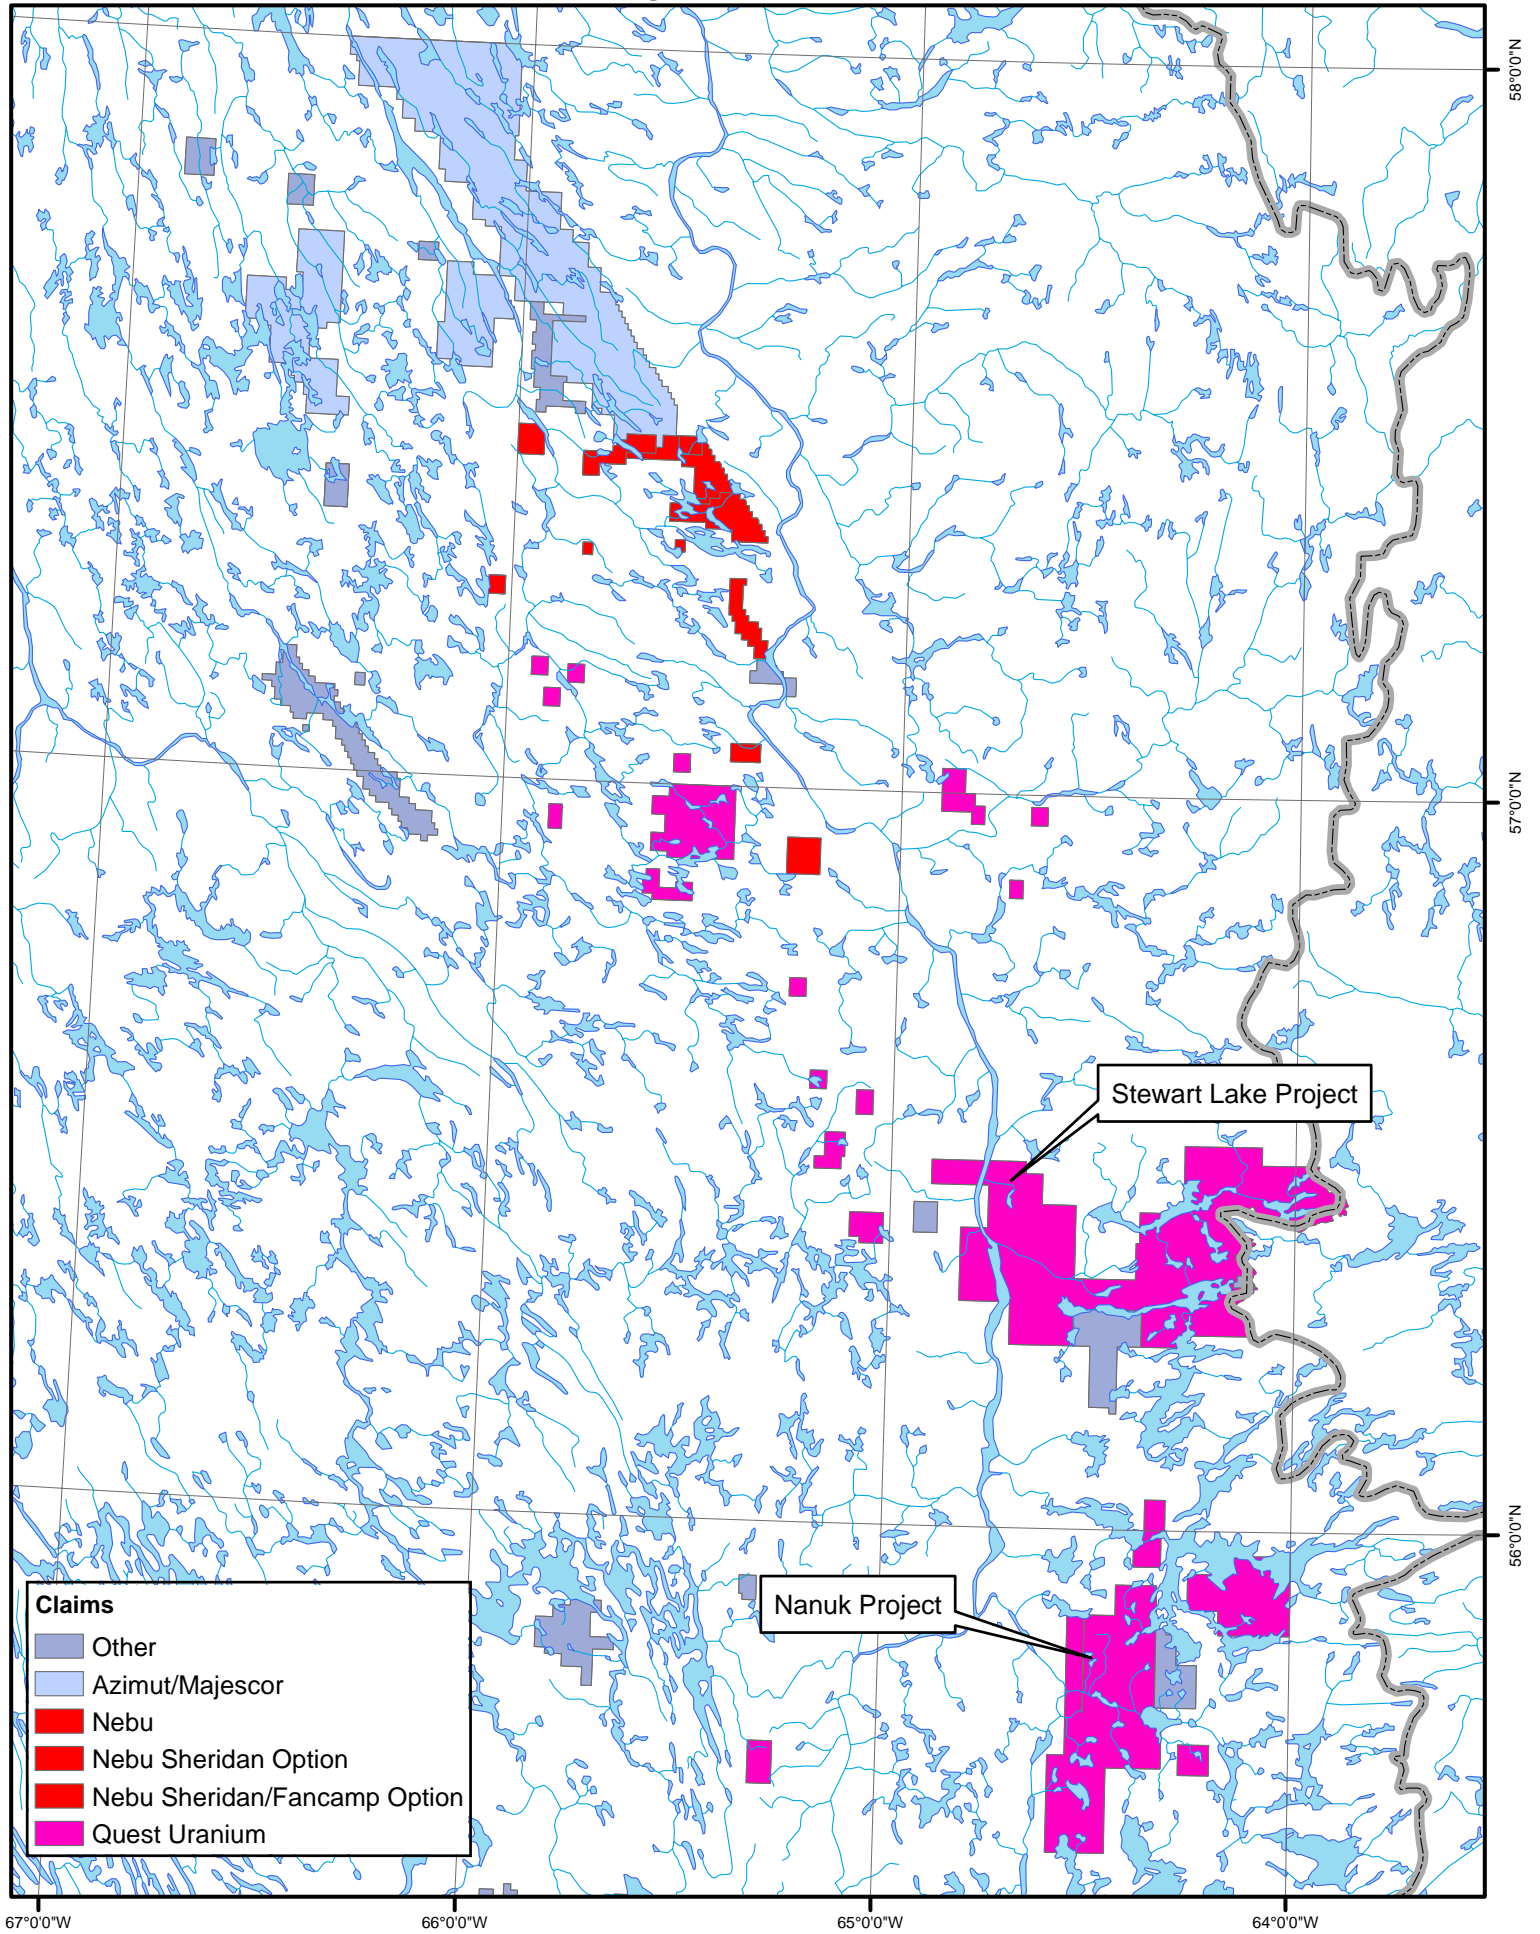 58°0'0"N
57°0'0"N
Stewart Lake Project
56°0'0"N
Nanuk Project
Claims
Other
Azimut/Majescor
Nebu
Nebu Sheridan Option
Nebu Sheridan/Fancamp Option
Quest Uranium
67°0'0"W
66°0'0"W
65°0'0"W
64°0'0"W